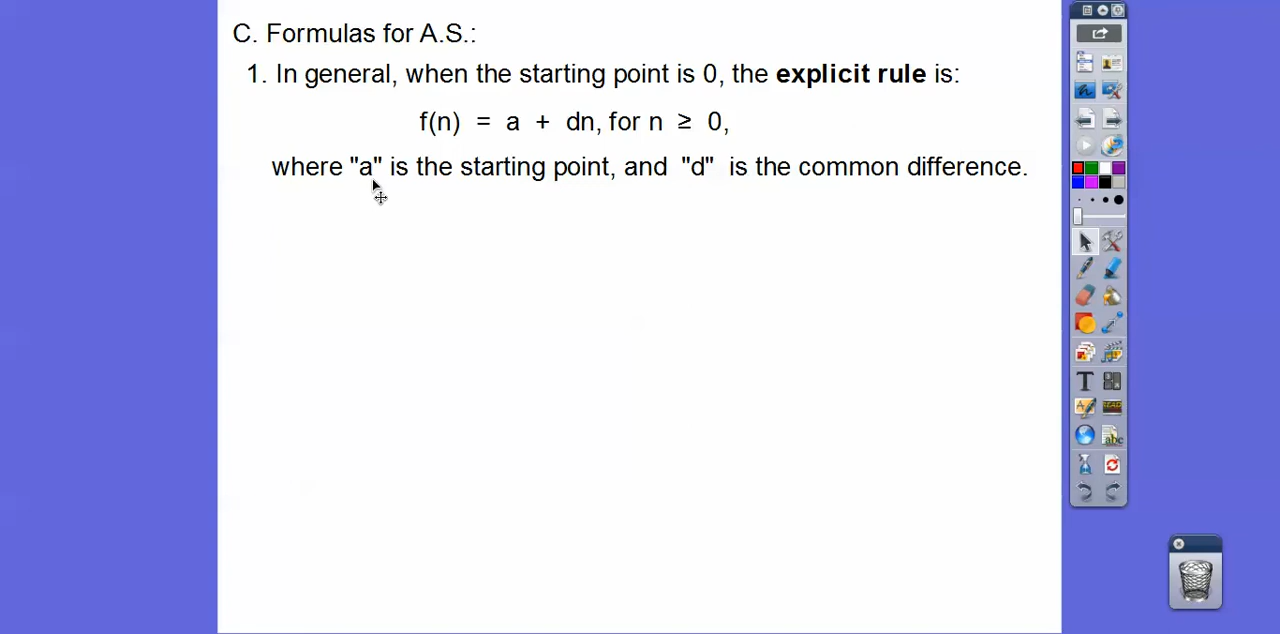 C. Formulas for A.S.:
1. In general, when the starting point is 0, the explicit rule is:
f(n) = a + dn, for n ≥ 0,
where "a" is the starting point, and "d" is the common difference.